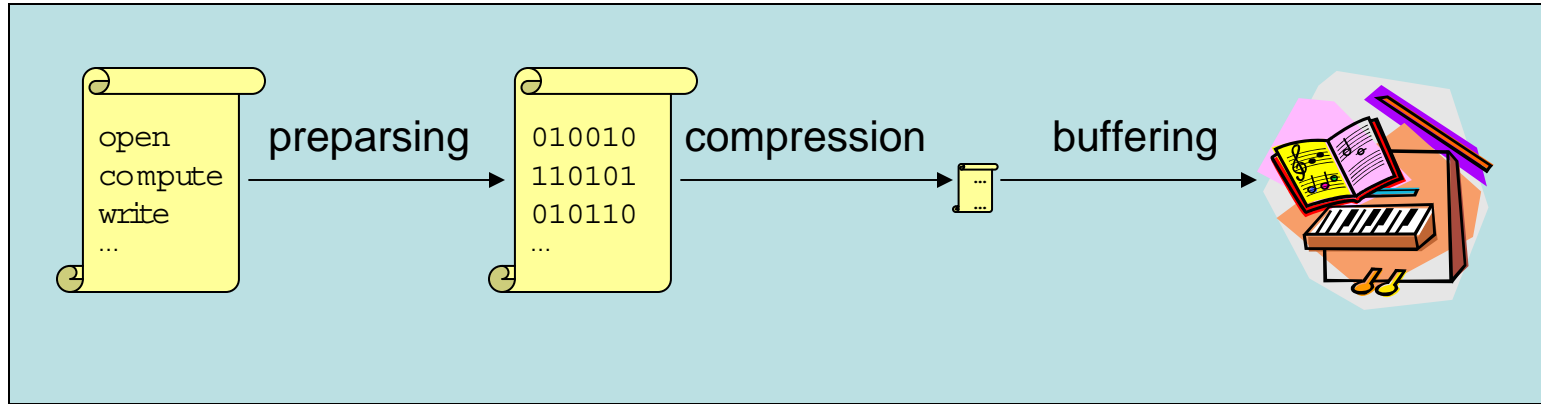 open
compute
write
...
preparsing
010010
110101
010110
...
compression
...
...
buffering